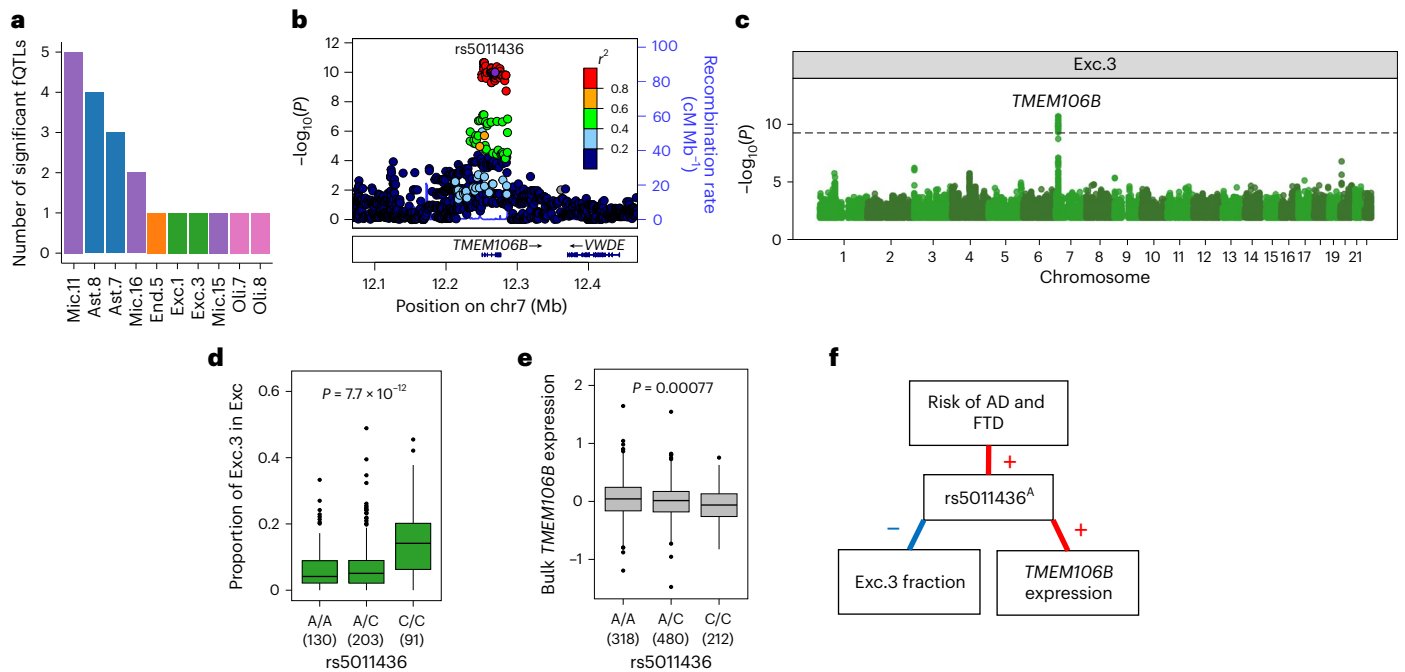 a
Number of significant fQTLs
5
4
3
2
1
0
Mic.11
Ast.8
Ast.7
Mic.16
End.5
Exc.1
Exc.3
Mic.15
Oli.7
Oli.8
b
rs5011436
−log10(P)
12
10
8
6
4
2
0
r2
0.8
0.6
0.4
0.2
100
80
60
40
20
0
Recombination rate
(cM Mb−1)
TMEM106B→
←VWDE
12.1
12.2
12.3
12.4
Position on chr7 (Mb)
c
Exc.3
TMEM106B
−log10(P)
10
5
0
1 2 3 4 5 6 7 8 9 10 11 12 13 14 15 16 17 19 21
Chromosome
d
Proportion of Exc.3 in Exc
0.6
0.4
0.2
0
P = 7.7 × 10−12
A/A A/C C/C
(130) (203) (91)
rs5011436
e
Bulk TMEM106B expression
2
1
0
−1
P = 0.00077
A/A A/C C/C
(318) (480) (212)
rs5011436
f
Risk of AD and
FTD
+
rs5011436A
−
+
Exc.3 fraction
TMEM106B
expression